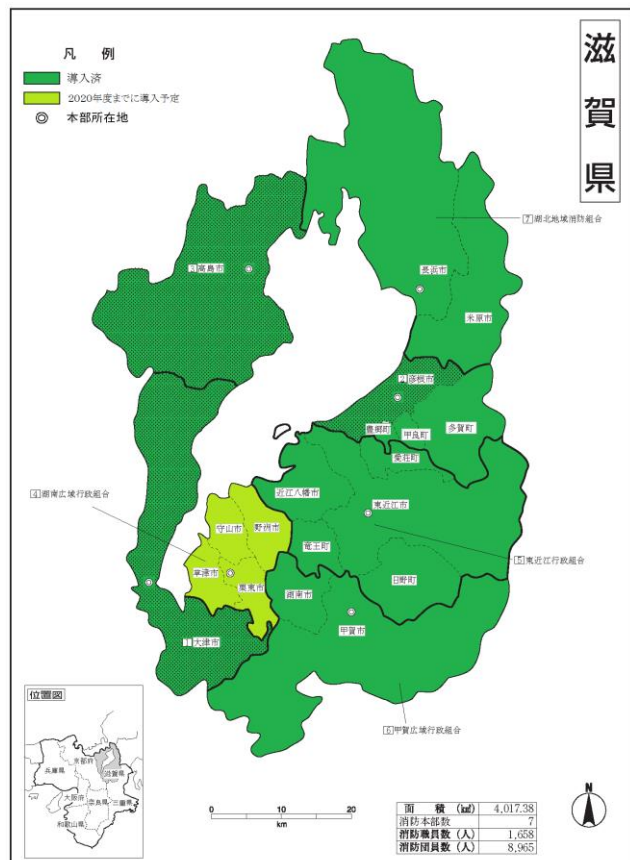 滋賀県
凡 例
導入済
2020年度までに導入予定
◎ 本部所在地
7 湖北地域消防組合
3 高島市
長浜市
米原市
2 彦根市
豊郷町
甲良町
多賀町
愛荘町
4 湖南広域行政組合
近江八幡市
東近江市
守山市
野洲市
竜王町
5 東近江行政組合
草津市
栗東市
湖南市
日野町
甲賀市
1 大津市
6 甲賀広域行政組合
位置図
京都府
兵庫県
滋賀県
大阪府
奈良県
三重県
和歌山県
0 10 20
km
N
面 積 (㎢) 4,017.38
消防本部数 7
消防職員数 (人) 1,658
消防団員数 (人) 8,965